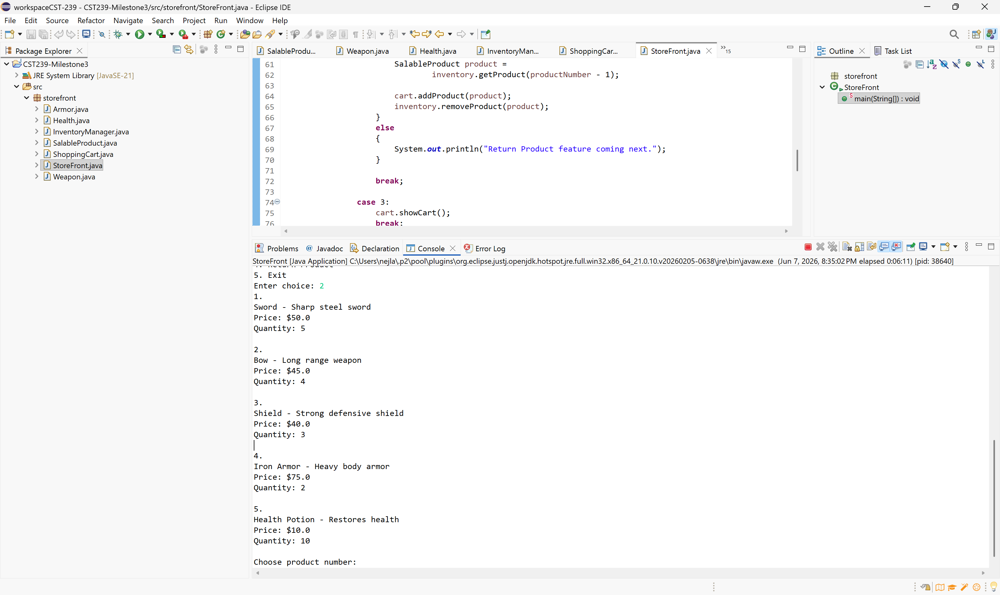 workspaceCST-239 - CST239-Milestone3/src/storefront/StoreFront.java - Eclipse IDE
File Edit Source Refactor Navigate Search Project Run Window Help
Package Explorer
CST239-Milestone3
JRE System Library [JavaSE-21]
src
storefront
Armor.java
Health.java
InventoryManager.java
SalableProduct.java
ShoppingCart.java
StoreFront.java
Weapon.java
SalableProdu... Weapon.java Health.java InventoryMan... ShoppingCar... StoreFront.java »15
61 SalableProduct product =
62 inventory.getProduct(productNumber - 1);
63
64 cart.addProduct(product);
65 inventory.removeProduct(product);
66 }
67 else
68 {
69 System.out.println("Return Product feature coming next.");
70 }
71
72 break;
73
74 case 3:
75 cart.showCart();
76 break;
Outline Task List
storefront
StoreFront
main(String[]) : void
Problems Javadoc Declaration Console Error Log
StoreFront [Java Application] C:\Users\nejla\.p2\pool\plugins\org.eclipse.justj.openjdk.hotspot.jre.full.win32.x86_64_21.0.10.v20260205-0638\jre\bin\javaw.exe (Jun 7, 2026, 8:35:02 PM elapsed 0:06:11) [pid: 38640]
4. Return Product
5. Exit
Enter choice: 2
1.
Sword - Sharp steel sword
Price: $50.0
Quantity: 5
2.
Bow - Long range weapon
Price: $45.0
Quantity: 4
3.
Shield - Strong defensive shield
Price: $40.0
Quantity: 3
4.
Iron Armor - Heavy body armor
Price: $75.0
Quantity: 2
5.
Health Potion - Restores health
Price: $10.0
Quantity: 10
Choose product number: